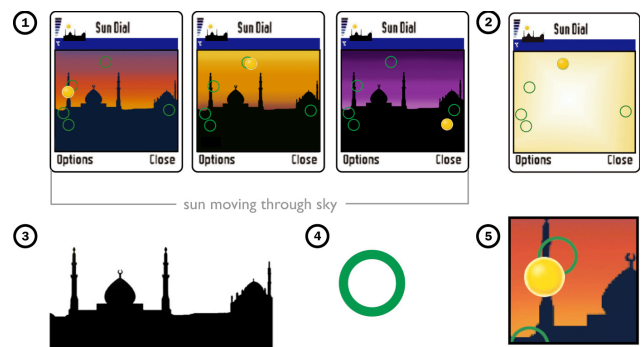 1
Sun Dial
Options Close
Sun Dial
Options Close
Sun Dial
Options Close
2
Sun Dial
Options Close
sun moving through sky
3
4
5